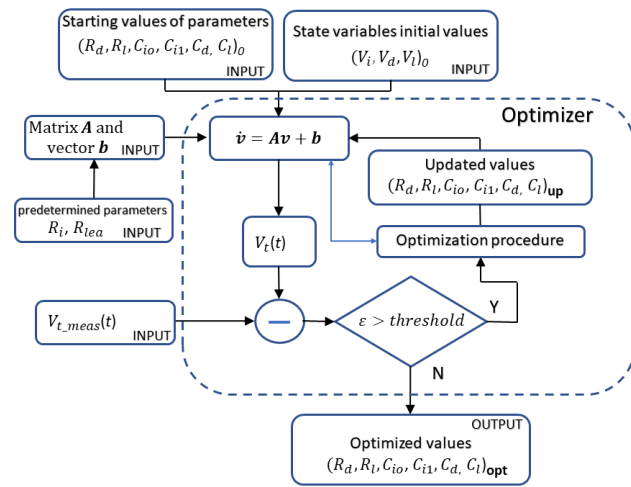 Starting values of parameters
(R_d, R_l, C_io, C_i1, C_d, C_l)_0
INPUT
State variables initial values
(V_i, V_d, V_l)_0
INPUT
Optimizer
Matrix A and
vector b
INPUT
v̇ = Av + b
Updated values
(R_d, R_l, C_io, C_i1, C_d, C_l)up
predetermined parameters
R_i, R_lea
INPUT
V_t(t)
Optimization procedure
V_t_meas(t)
INPUT
—
ε > threshold
Y
N
OUTPUT
Optimized values
(R_d, R_l, C_io, C_i1, C_d, C_l)opt